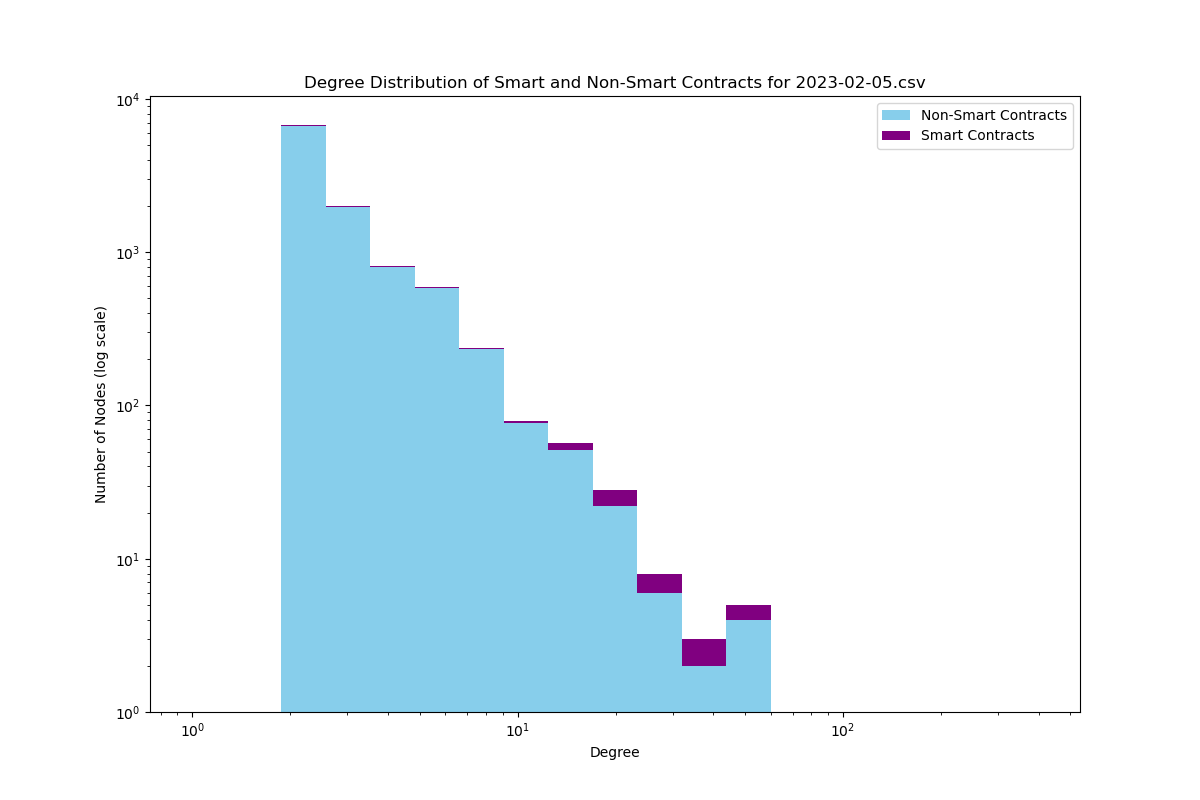 Degree Distribution of Smart and Non-Smart Contracts for 2023-02-05.csv
Non-Smart Contracts
Smart Contracts
Number of Nodes (log scale)
10^4
10^3
10^2
10^1
10^0
10^0
10^1
10^2
Degree